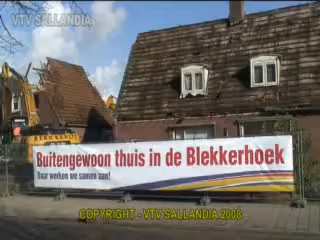 VTV SALLANDIA
Buitengewoon thuis in de Blekkerhoek
Daar werken we samen aan!
COPYRIGHT - VTV SALLANDIA 2008